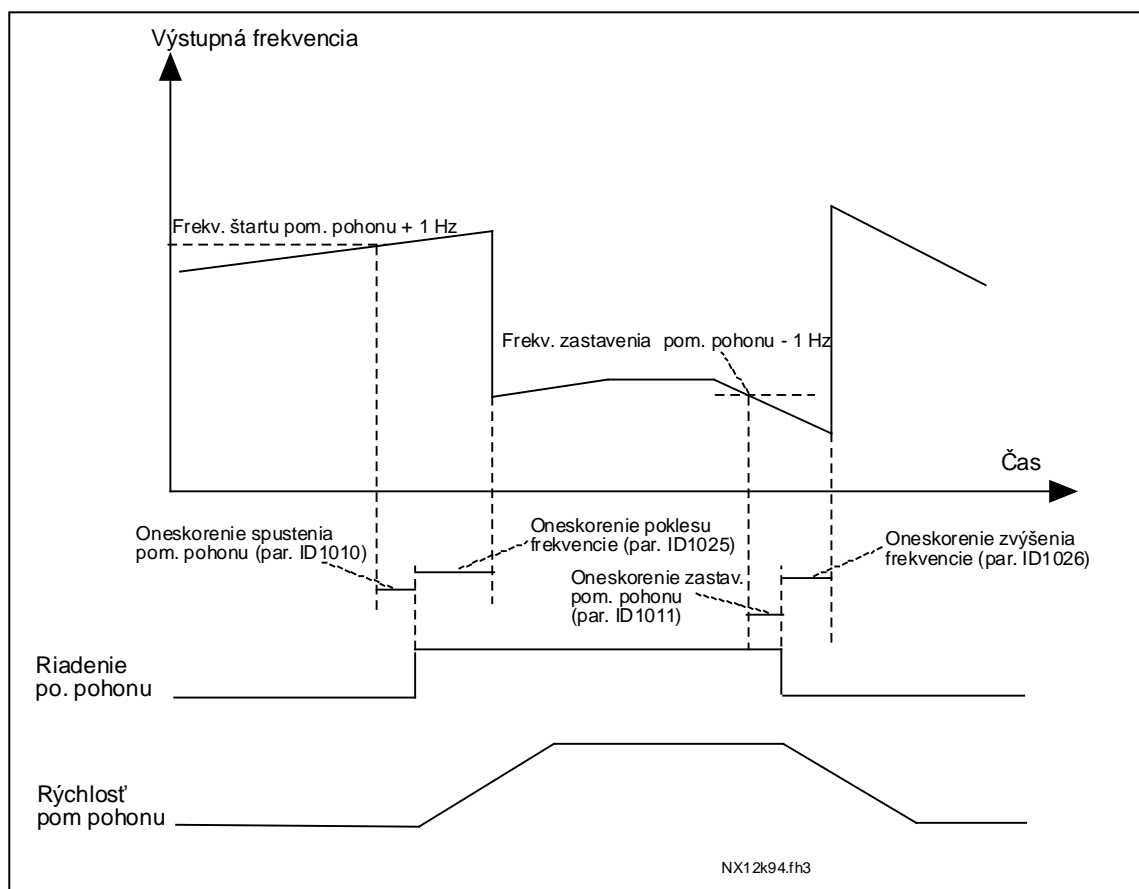 Výstupná frekvencia
Frekv. štartu pom. pohonu + 1 Hz
Frekv. zastavenia pom. pohonu - 1 Hz
Čas
Oneskorenie spustenia
pom. pohonu (par. ID1010)
Oneskorenie poklesu
frekvencie (par. ID1025)
Oneskorenie zastav.
pom. pohonu
(par. ID1011)
Oneskorenie zvýšenia
frekvencie (par. ID1026)
Riadenie
po. pohonu
Rýchlosť
pom pohonu
NX12k94.fh3